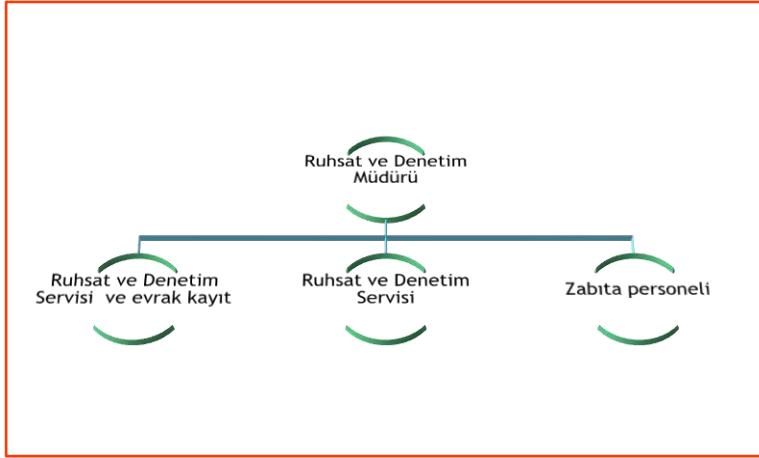 Ruhsat ve Denetim
Müdürü
Ruhsat ve Denetim
Servisi ve evrak kayıt
Ruhsat ve Denetim
Servisi
Zabıta personeli